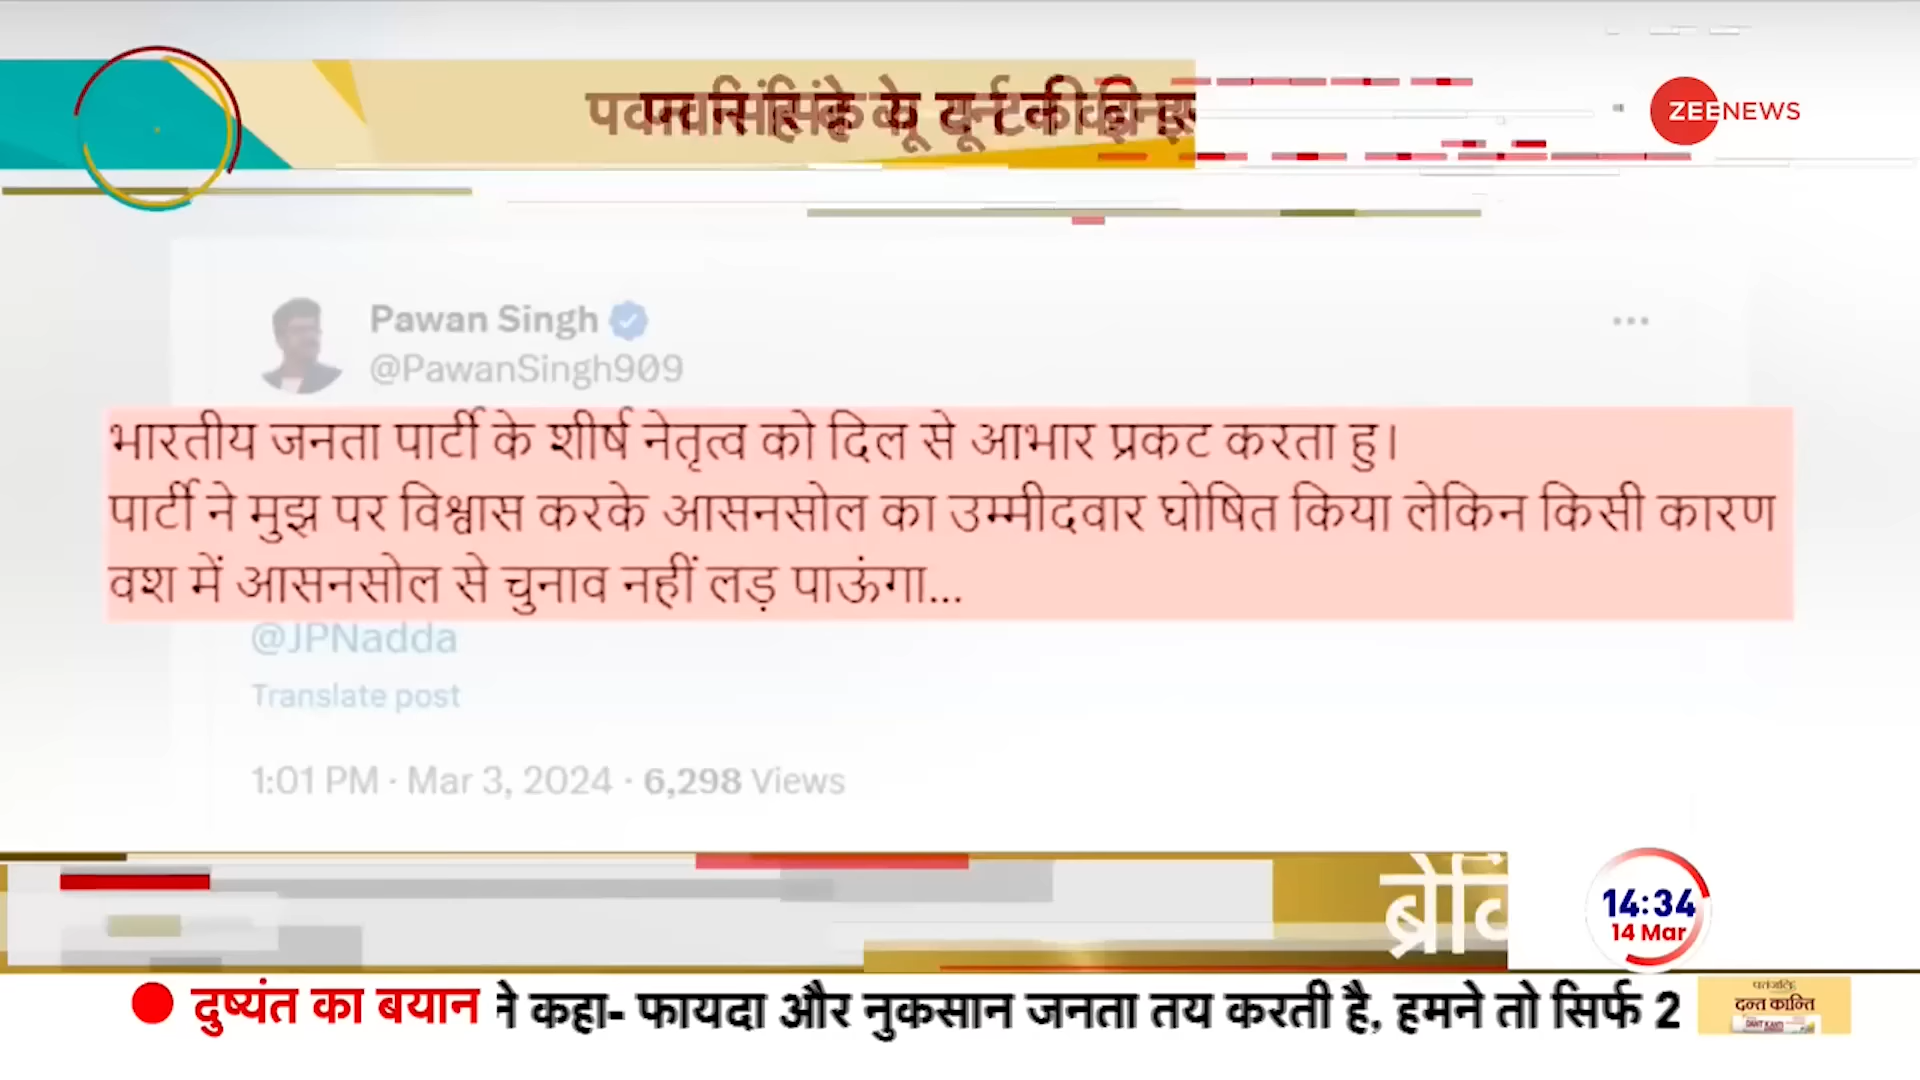 ZEENEWS
Pawan Singh
@PawanSingh909
भारतीय जनता पार्टी के शीर्ष नेतृत्व को दिल से आभार प्रकट करता हु।
पार्टी ने मुझ पर विश्वास करके आसनसोल का उम्मीदवार घोषित किया लेकिन किसी कारण
वश में आसनसोल से चुनाव नहीं लड़ पाऊंगा...
@JPNadda
Translate post
1:01 PM · Mar 3, 2024 · 6,298 Views
14:34
14 Mar
दुष्यंत का बयान ने कहा- फायदा और नुकसान जनता तय करती है, हमने तो सिर्फ 2
दन्त कान्ति